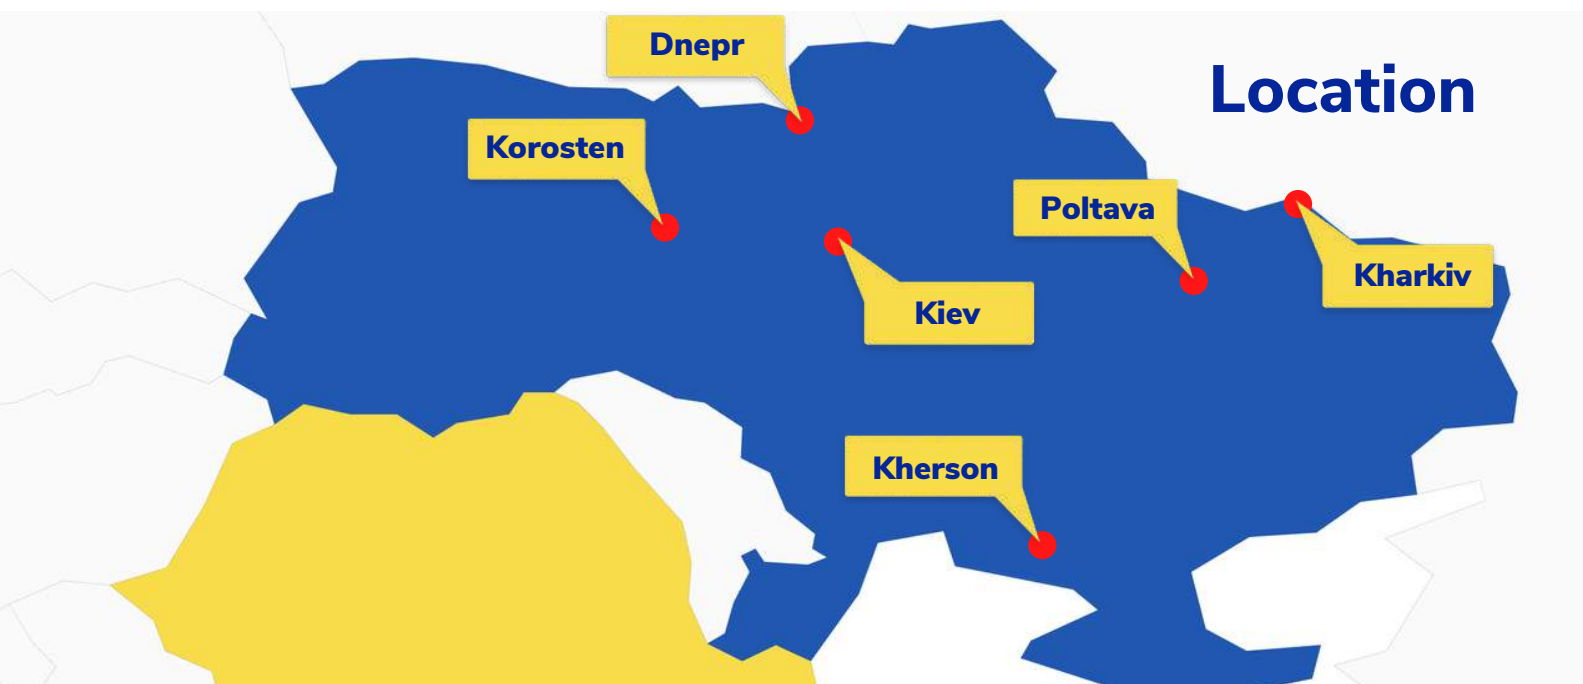 Dnepr
Location
Korosten
Poltava
Kharkiv
Kiev
Kherson